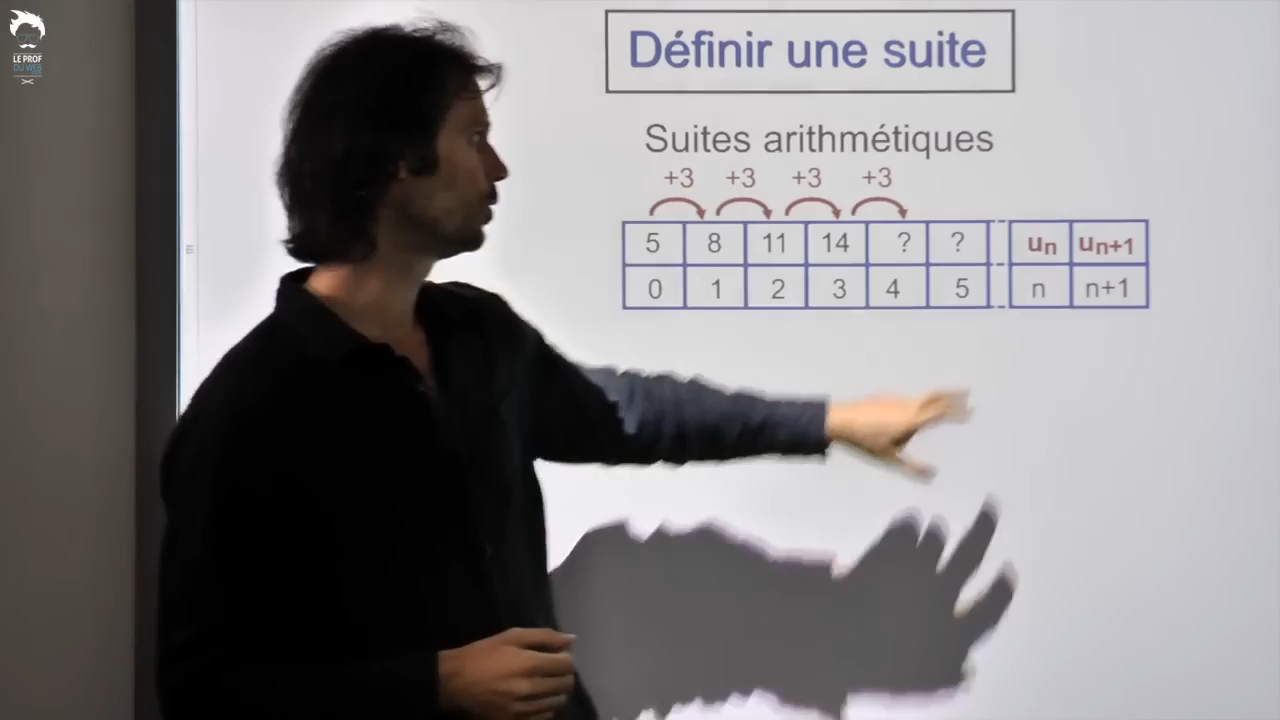 LE PROF
DU WEB
Définir une suite
Suites arithmétiques
+3 +3 +3 +3
5 8 11 14 ? ? un un+1
0 1 2 3 4 5 n n+1